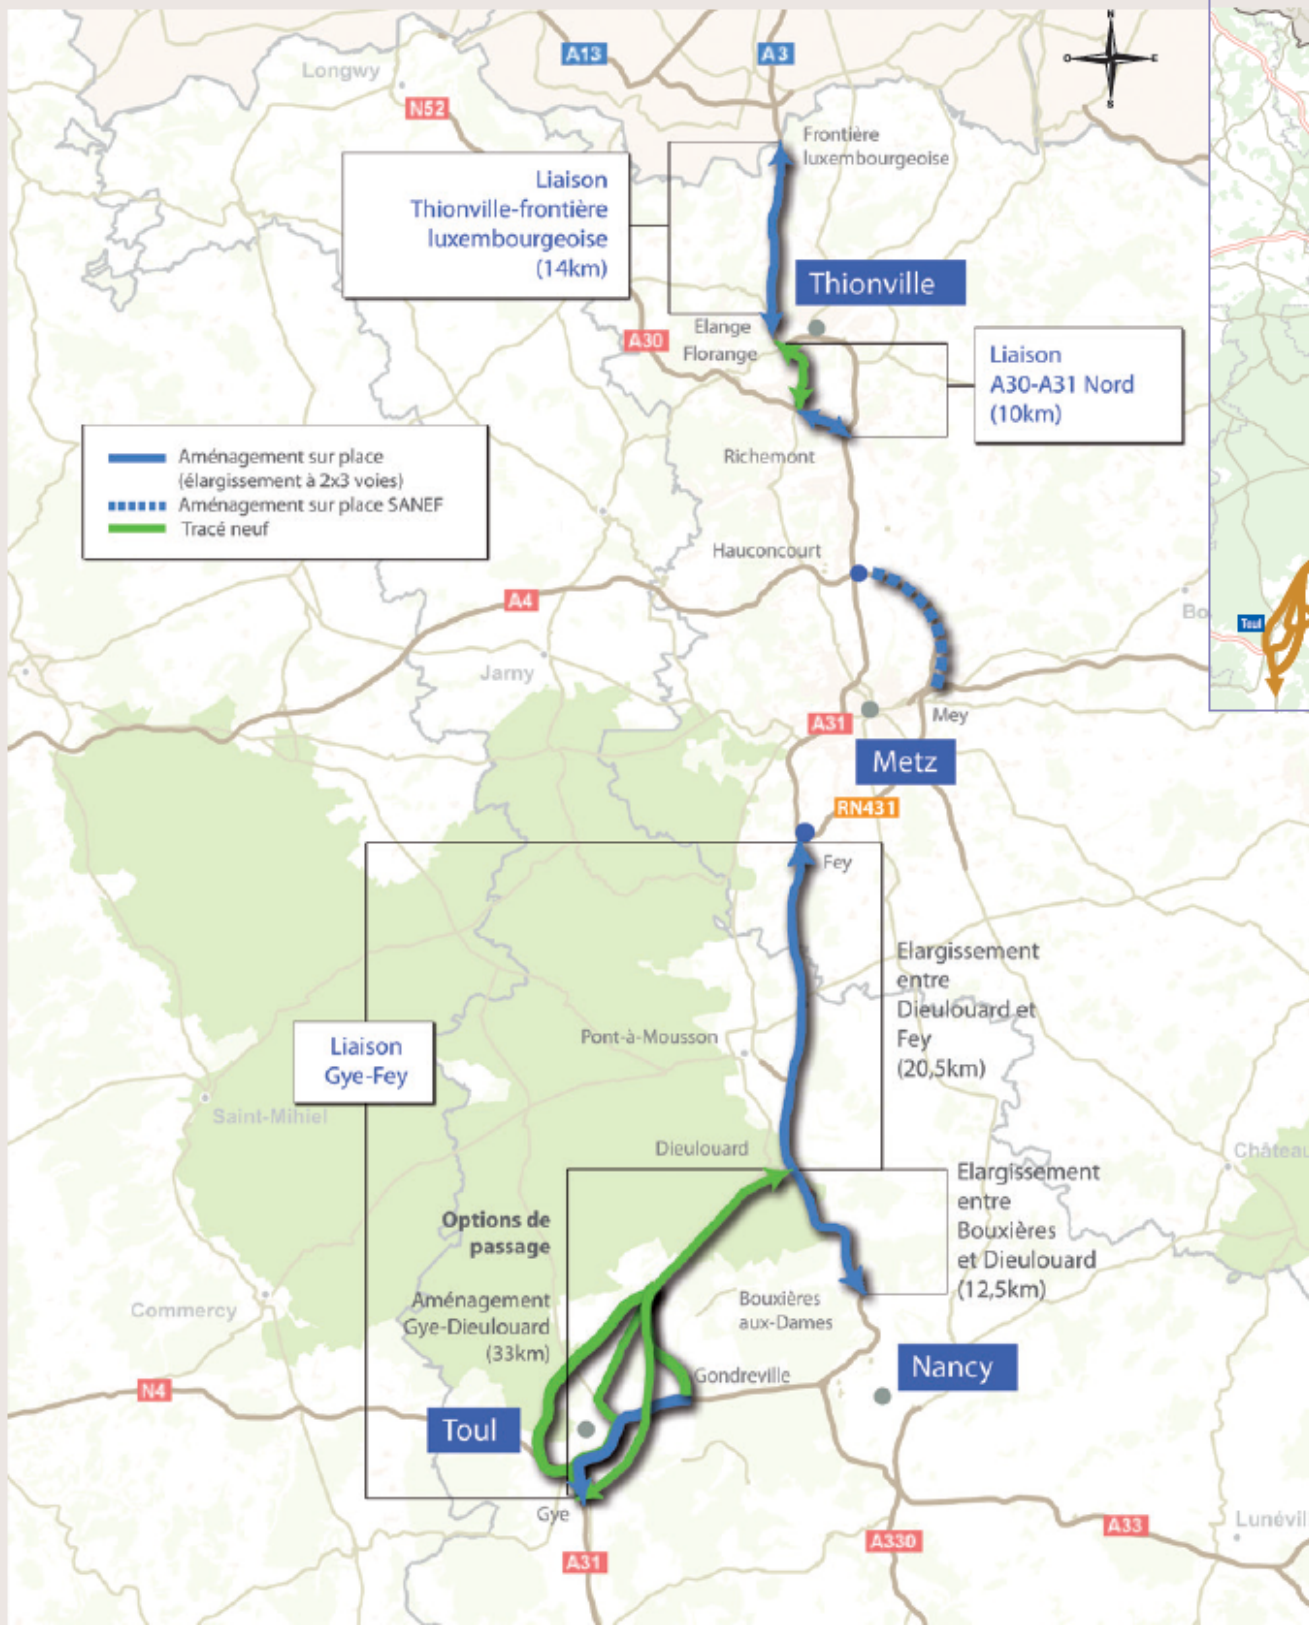 N
O
E
S
A13
A3
Longwy
N52
Frontière
luxembourgeoise
Liaison
Thionville-frontière
luxembourgeoise
(14km)
Thionville
Elange
Florange
A30
Liaison
A30-A31 Nord
(10km)
Richemont
Aménagement sur place
(élargissement à 2x3 voies)
Aménagement sur place SANEF
Tracé neuf
Hauconcourt
A4
Bo
Toul
Jarny
Mey
A31
Metz
RN431
Fey
Elargissement
entre
Dieulouard et
Fey
(20,5km)
Pont-à-Mousson
Liaison
Gye-Fey
Saint-Mihiel
Dieulouard
Château
Elargissement
entre
Bouxières
et Dieulouard
(12,5km)
Options de
passage
Aménagement
Gye-Dieulouard
(33km)
Commercy
Bouxières
aux-Dames
Gondreville
Nancy
N4
Toul
Gye
A31
A330
A33
Lunévil